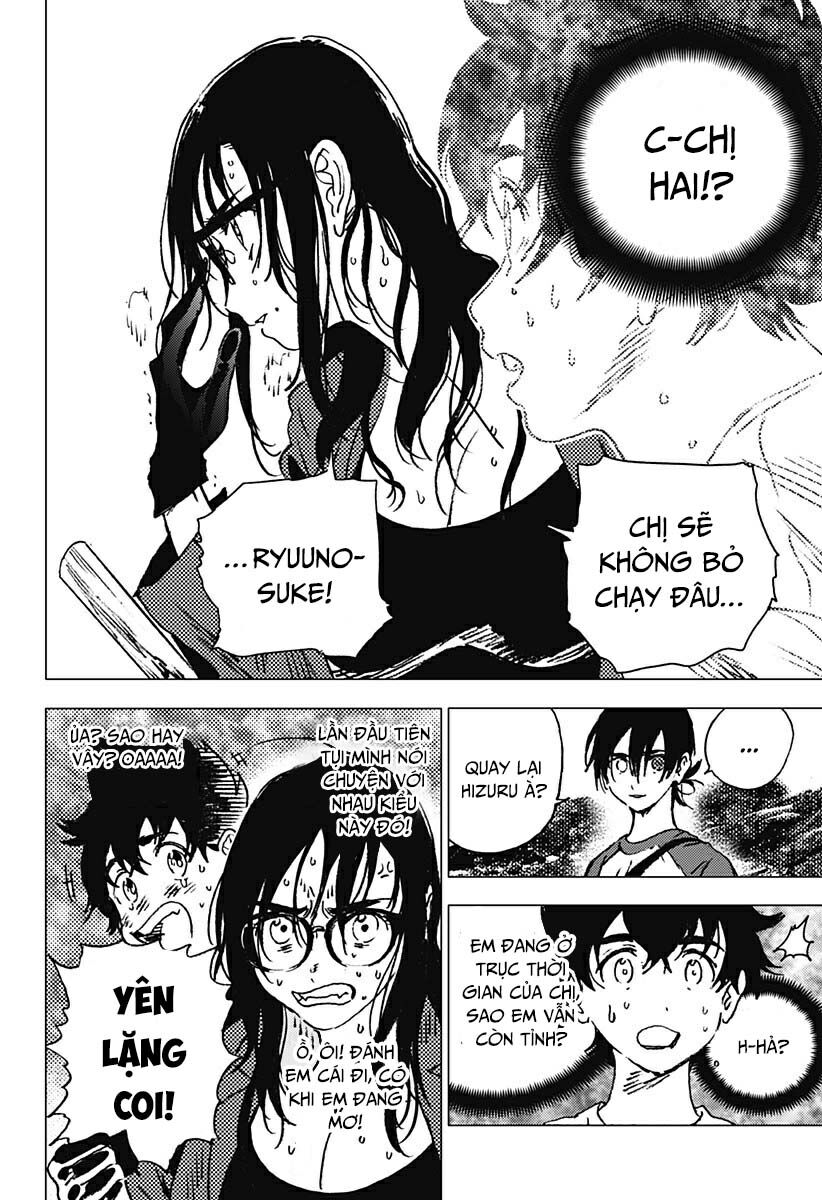 C-CHỊ
HAI!?
CHỊ SẼ
KHÔNG BỎ
CHẠY ĐÂU...
...RYUUNO-
SUKE!
...
QUAY LẠI
HIZURU À?
H-HẢ?
EM ĐANG Ở
TRỤC THỜI
GIAN CỦA CHỊ,
SAO EM VẪN
CÒN TỈNH?
LẦN ĐẦU TIÊN
TỤI MÌNH NÓI
CHUYỆN VỚI
NHAU KIỂU
NÀY ĐÓ!
ỦA? SAO HAY
VẬY? OAAAA!
Ồ, ÔI! ĐÁNH
EM CÁI ĐI, CÓ
KHI EM ĐANG
MƠ!
YÊN
LẶNG
COI!